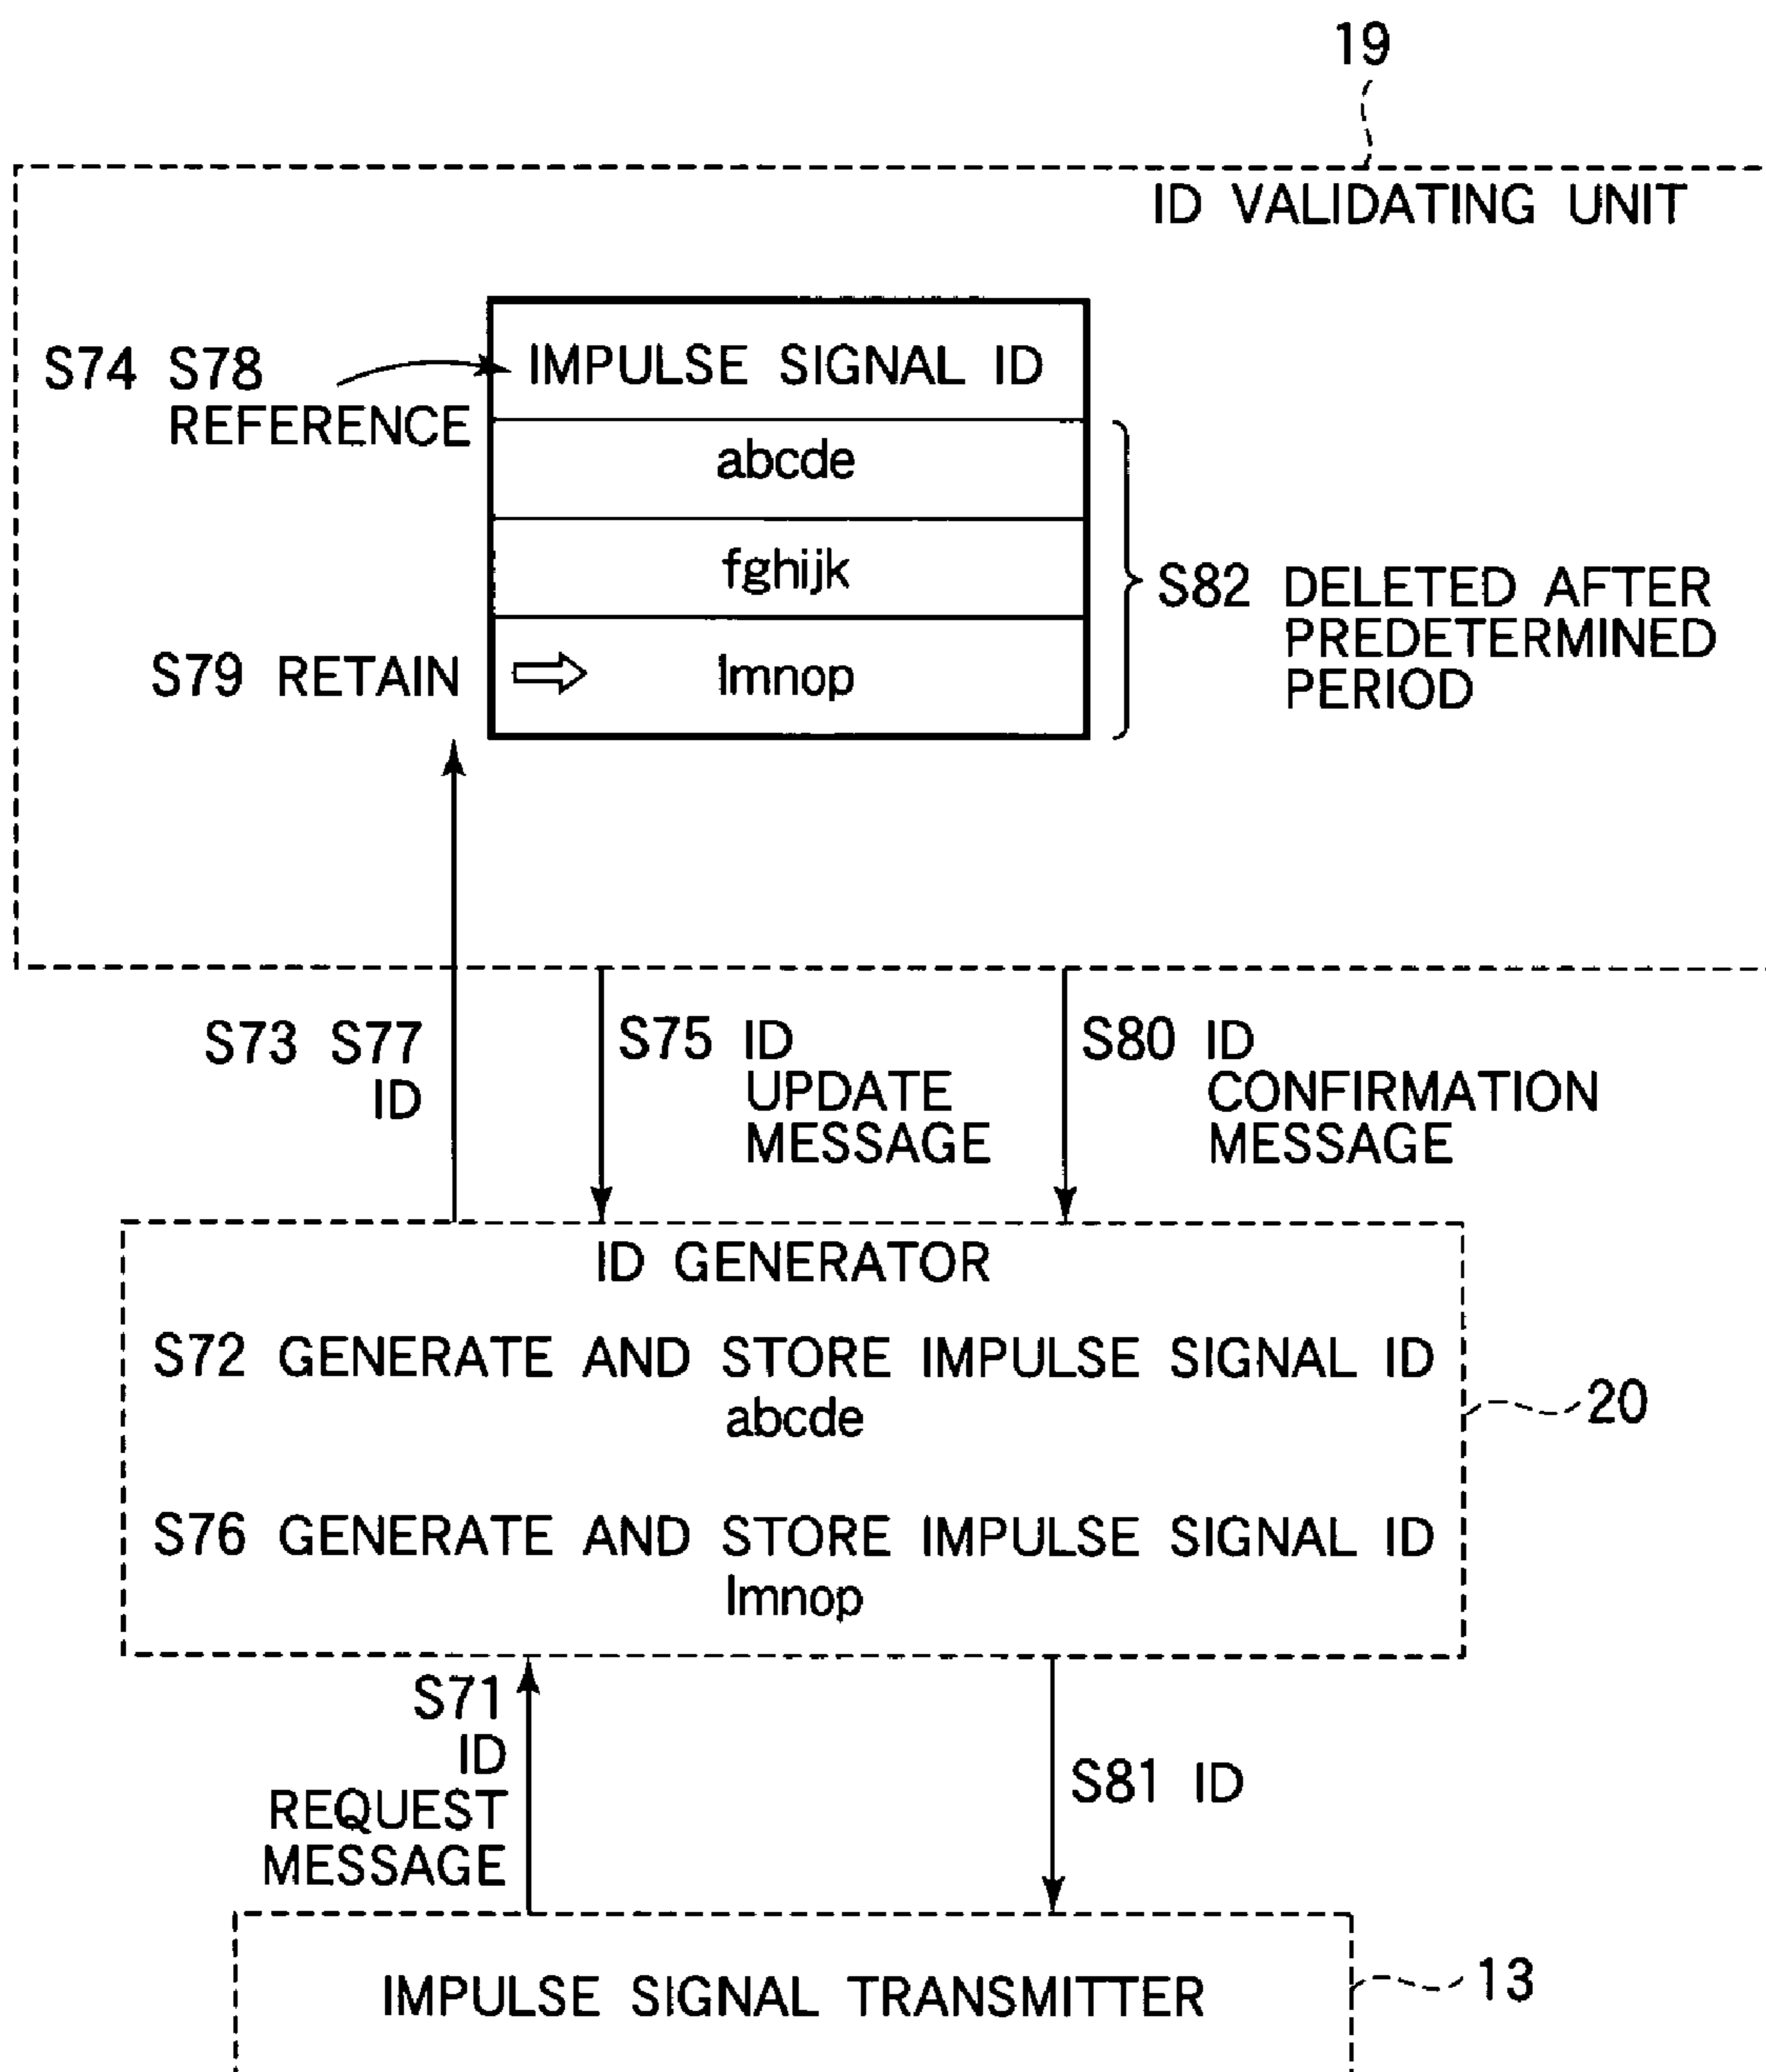 19
ID VALIDATING UNIT
S74 S78
REFERENCE
IMPULSE SIGNAL ID
abcde
fghijk
lmnop
S79 RETAIN
S82 DELETED AFTER
PREDETERMINED
PERIOD
S73 S77
ID
S75 ID
UPDATE
MESSAGE
S80 ID
CONFIRMATION
MESSAGE
ID GENERATOR
S72 GENERATE AND STORE IMPULSE SIGNAL ID
abcde
S76 GENERATE AND STORE IMPULSE SIGNAL ID
lmnop
20
S71
ID
REQUEST
MESSAGE
S81 ID
IMPULSE SIGNAL TRANSMITTER
13